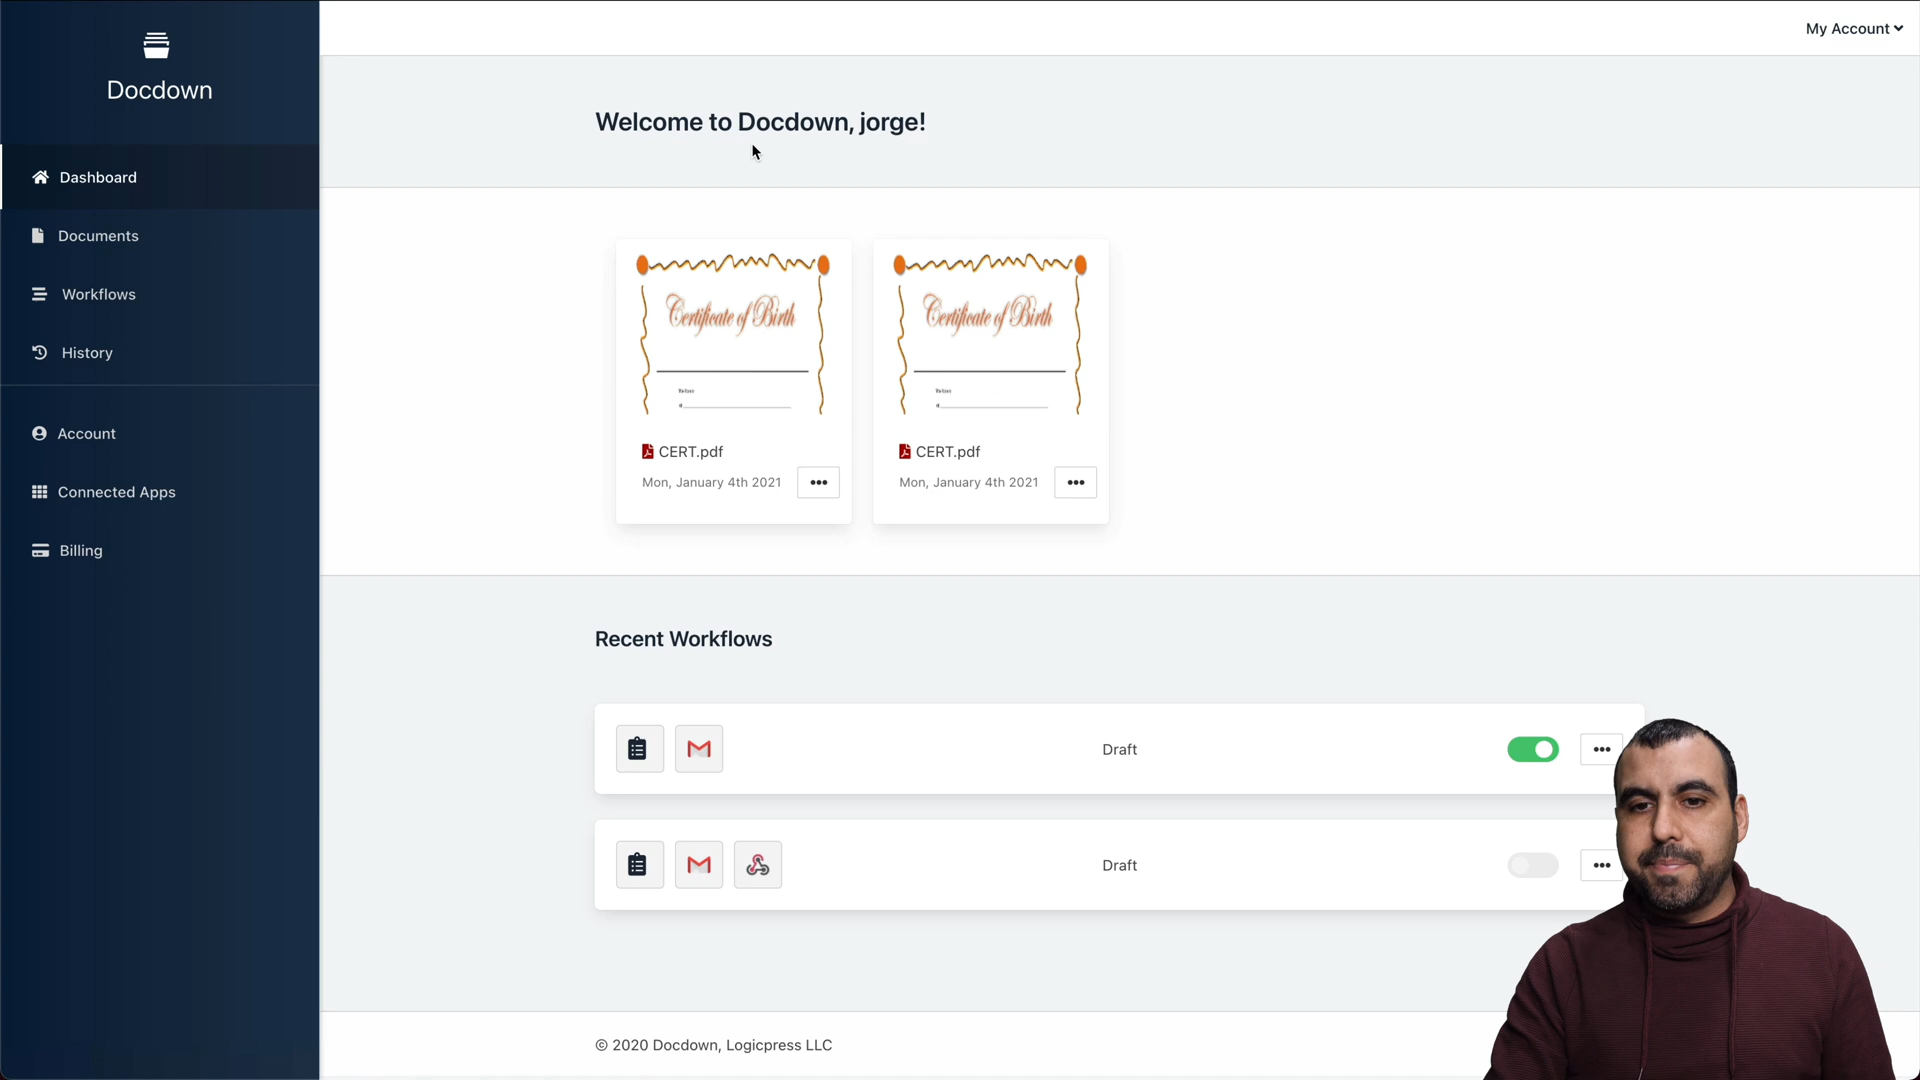 Docdown
My Account
Dashboard
Documents
Workflows
History
Account
Connected Apps
Billing
Welcome to Docdown, jorge!
Certificate of Birth
Certificate of Birth
CERT.pdf
CERT.pdf
Mon, January 4th 2021
Mon, January 4th 2021
Recent Workflows
Draft
Draft
© 2020 Docdown, Logicpress LLC